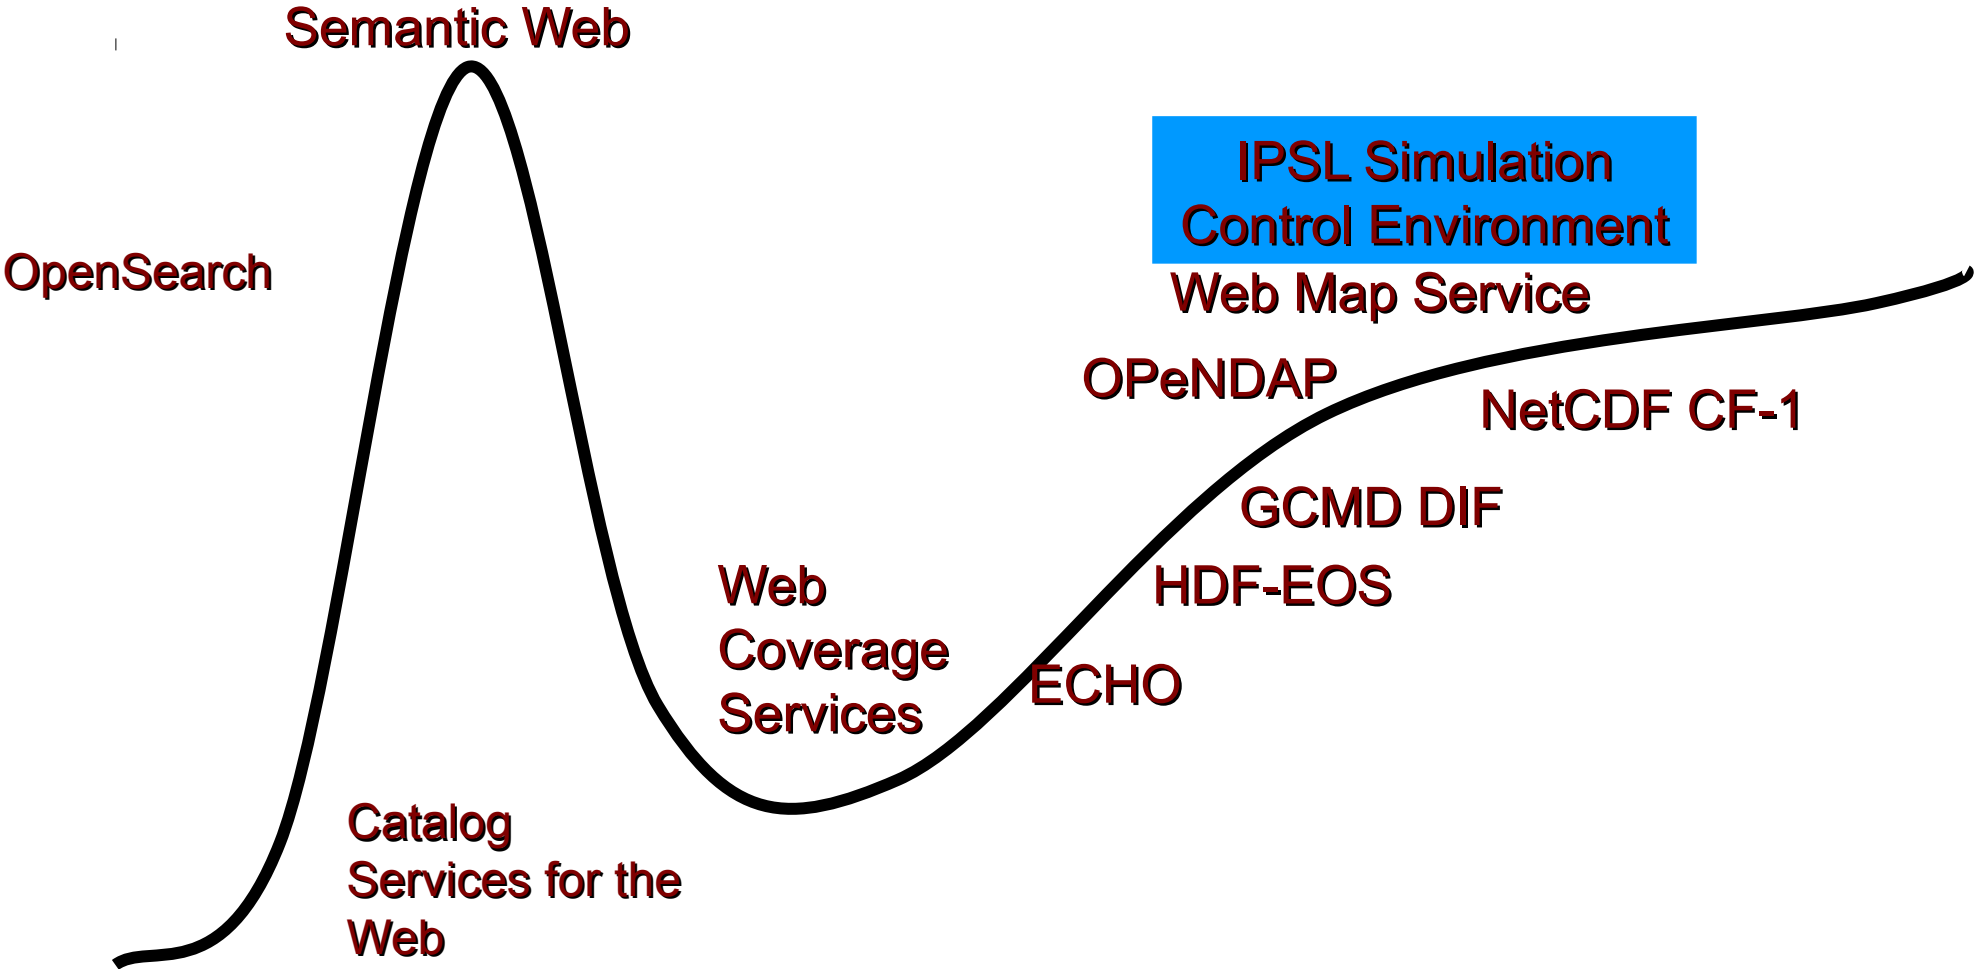 Semantic Web
IPSL Simulation
Control Environment
OpenSearch
Web Map Service
OPeNDAP
NetCDF CF-1
GCMD DIF
HDF-EOS
Web
Coverage
Services
ECHO
Catalog
Services for the
Web